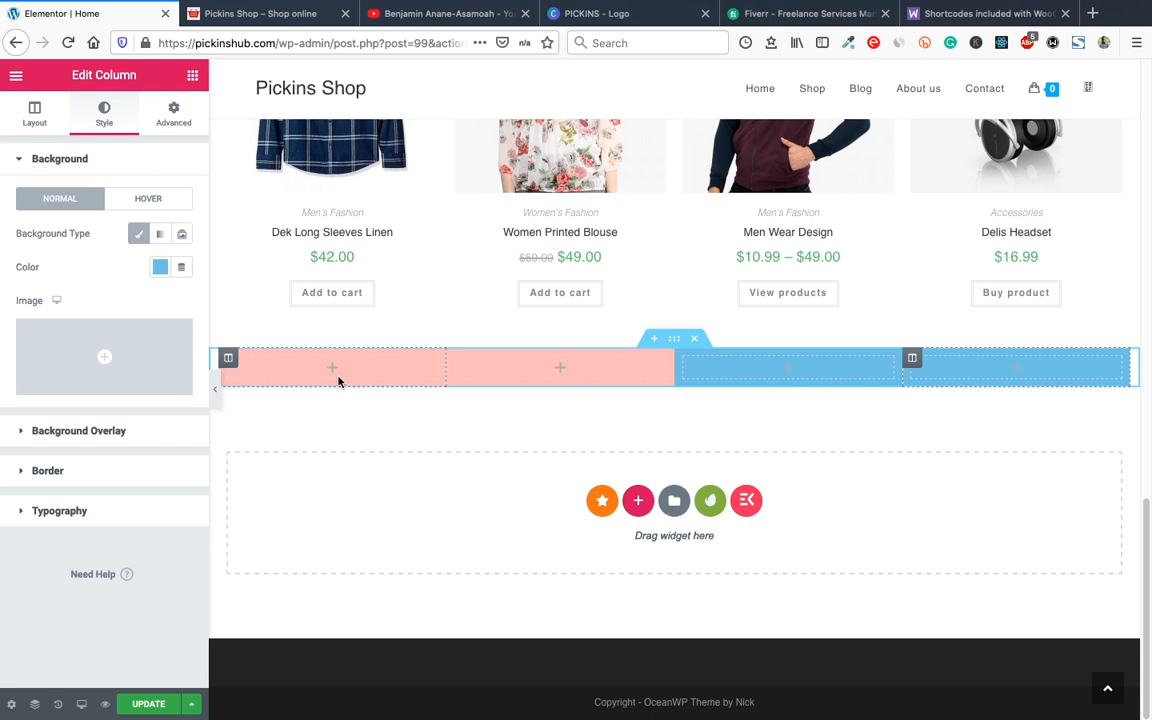 Elementor | Home
Pickins Shop – Shop online
Benjamin Anane-Asamoah - Yo
PICKINS - Logo
Fiverr - Freelance Services Mar
Shortcodes included with Woo
https://pickinshub.com/wp-admin/post.php?post=99&action
n/a
Search
Edit Column
Pickins Shop
Home
Shop
Blog
About us
Contact
0
Layout
Style
Advanced
Background
NORMAL
HOVER
Background Type
Color
Image
Background Overlay
Border
Typography
Need Help ?
UPDATE
Men's Fashion
Women's Fashion
Men's Fashion
Accessories
Dek Long Sleeves Linen
Women Printed Blouse
Men Wear Design
Delis Headset
$42.00
$59.00 $49.00
$10.99 – $49.00
$16.99
Add to cart
Add to cart
View products
Buy product
Drag widget here
Copyright - OceanWP Theme by Nick